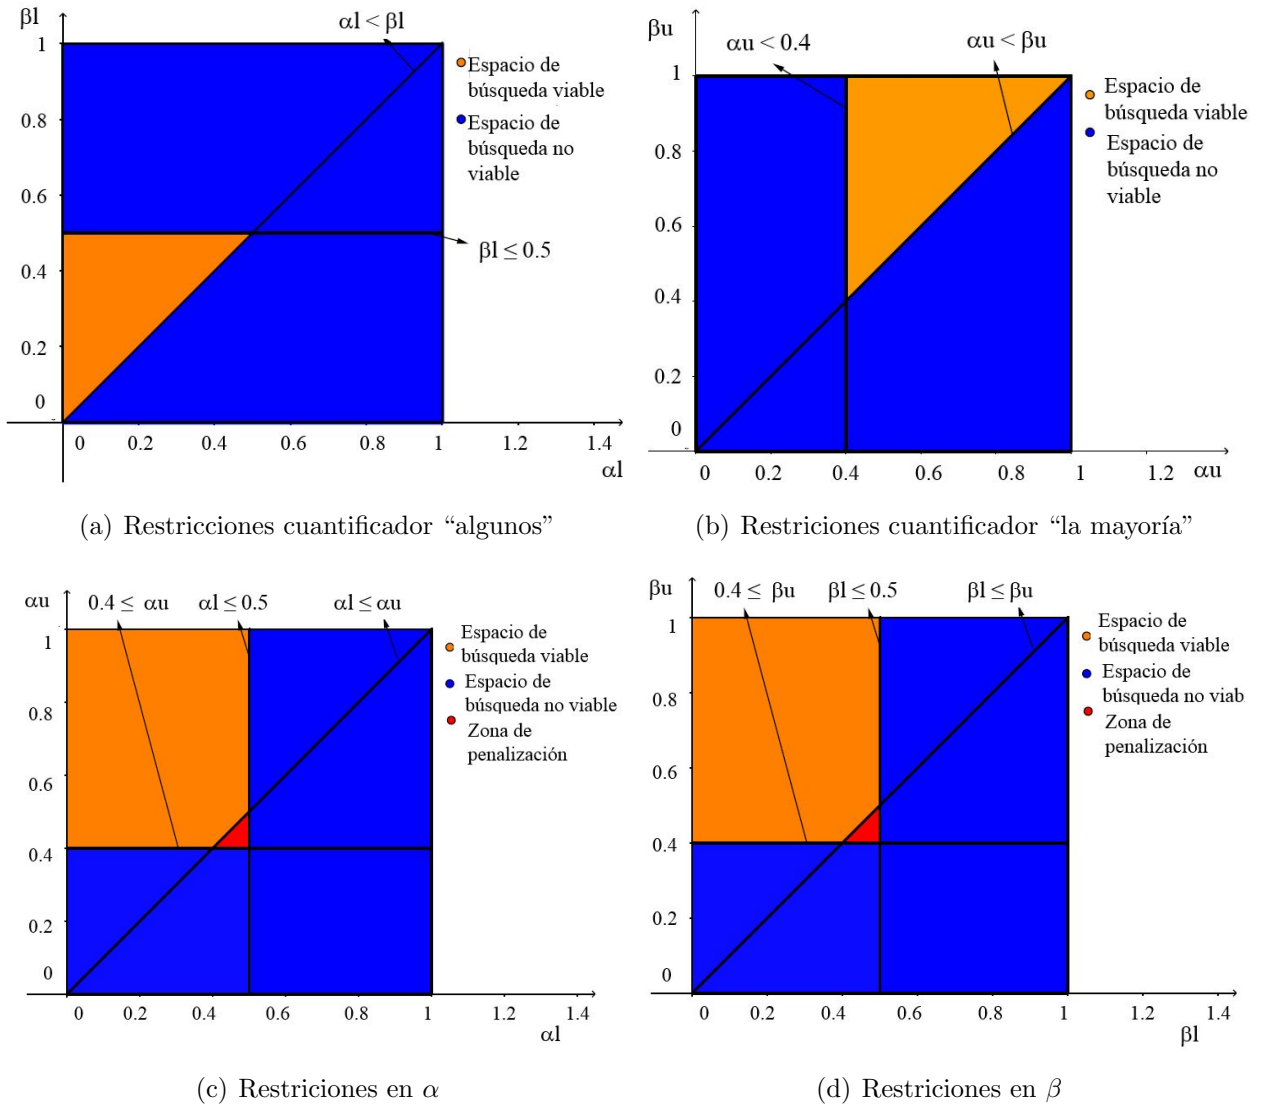 βl
αl < βl
1
Espacio de
búsqueda viable
Espacio de
búsqueda no
viable
0.8
0.6
βl ≤ 0.5
0.4
0.2
0
0 0.2 0.4 0.6 0.8 1 1.2 1.4
αl
(a) Restricciones cuantificador “algunos”
βu
αu < 0.4
αu < βu
1
Espacio de
búsqueda viable
Espacio de
búsqueda no
viable
0.8
0.6
0.4
0.2
0
0 0.2 0.4 0.6 0.8 1 1.2 αu
(b) Restriciones cuantificador “la mayoría”
αu
0.4 ≤ αu αl ≤ 0.5 αl ≤ αu
1
Espacio de
búsqueda viable
Espacio de
búsqueda no viable
Zona de
penalización
0.8
0.6
0.4
0.2
0
0 0.2 0.4 0.6 0.8 1 1.2 1.4
αl
(c) Restriciones en α
βu
0.4 ≤ βu βl ≤ 0.5 βl ≤ βu
1
Espacio de
búsqueda viable
Espacio de
búsqueda no viab
Zona de
penalización
0.8
0.6
0.4
0.2
0
0 0.2 0.4 0.6 0.8 1 1.2 1.4
βl
(d) Restriciones en β